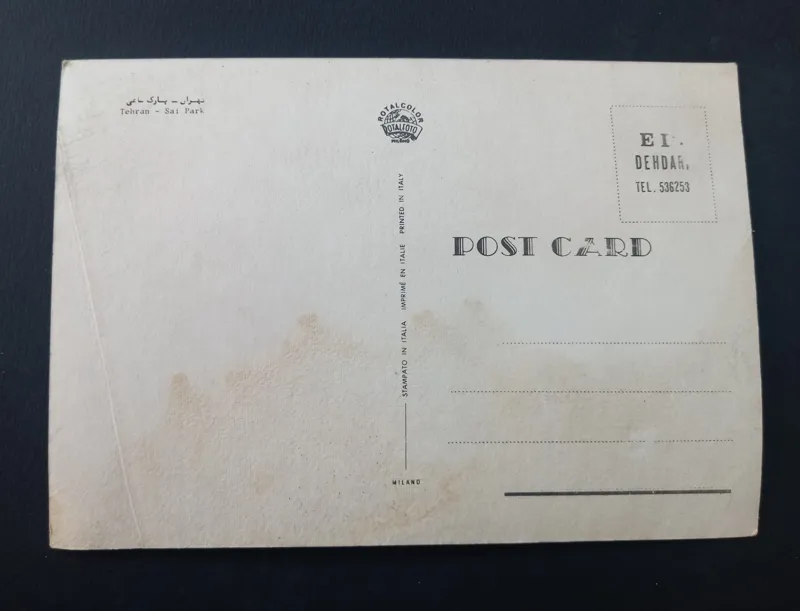 تهران - پارک ساعی
Tehran - Sai Park
ROTALCOLOR
ROTALFOTO
MILANO
DEHDAR,
TEL. 536253
POST CARD
STAMPATO IN ITALIA IMPRIMÉ EN ITALIE PRINTED IN ITALY
MILANO